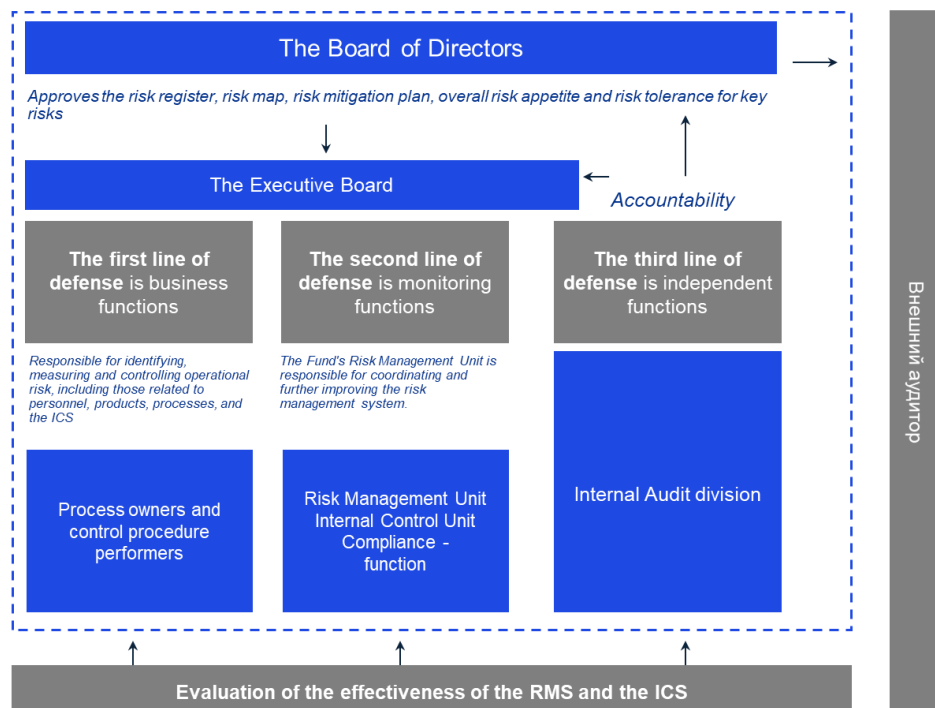 The Board of Directors
Approves the risk register, risk map, risk mitigation plan, overall risk appetite and risk tolerance for key
risks
The Executive Board
Accountability
The first line of
defense is business
functions
The second line of
defense is monitoring
functions
The third line of
defense is independent
functions
Responsible for identifying,
measuring and controlling operational
risk, including those related to
personnel, products, processes, and
the ICS
The Fund's Risk Management Unit is
responsible for coordinating and
further improving the risk
management system.
Process owners and
control procedure
performers
Risk Management Unit
Internal Control Unit
Compliance -
function
Internal Audit division
Evaluation of the effectiveness of the RMS and the ICS
Внешний аудитор